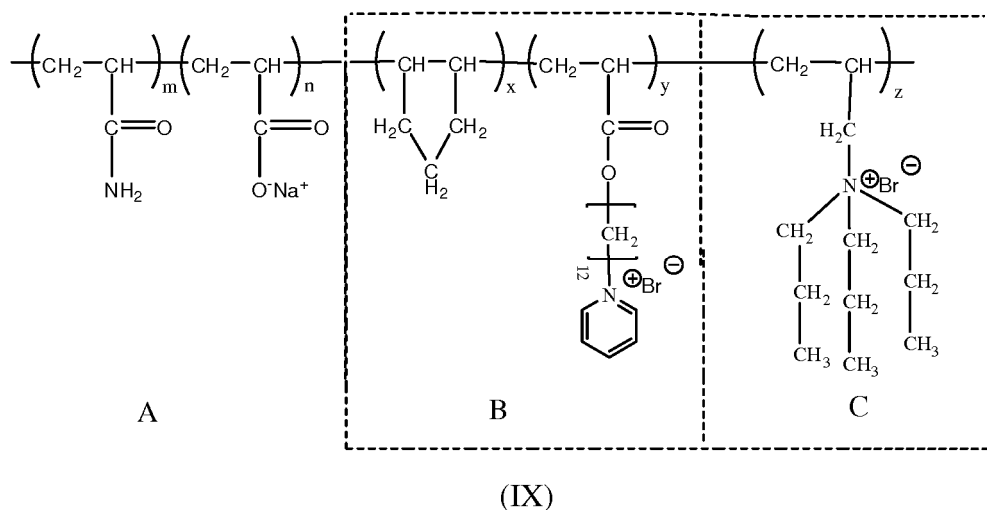 CH2 CH m CH2 CH n CH CH x CH2 CH y CH2 CH z
C O C O H2C CH2 C O H2C
CH2
NH2 O-Na+ O N + Br −
CH2 CH2 CH2
CH2
12 CH2 CH2 CH2
N + Br −
CH3 CH3 CH3
A B C
(IX)